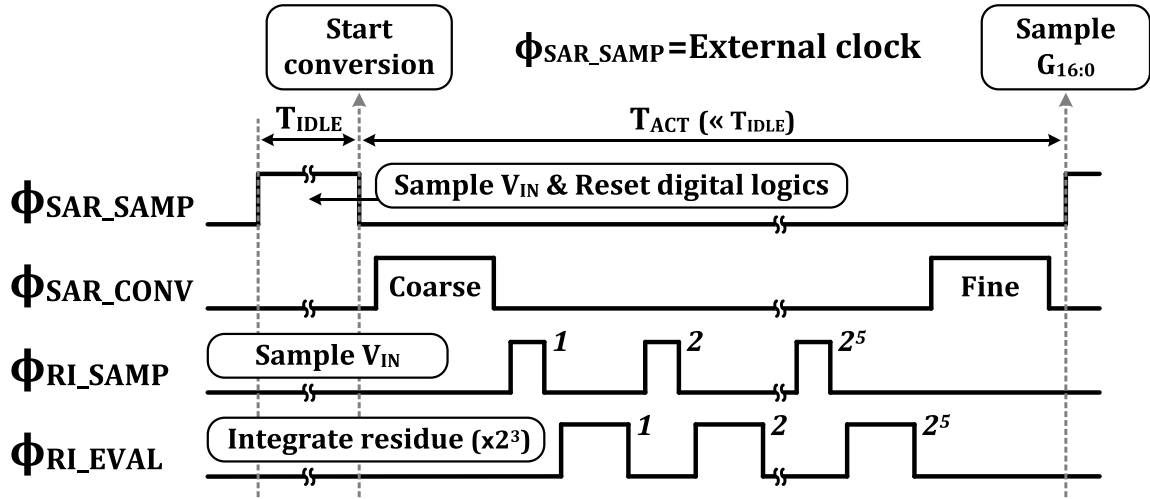 Start
conversion
ϕSAR_SAMP=External clock
Sample
G16:0
TIDLE
TACT (« TIDLE)
ϕSAR_SAMP
Sample VIN & Reset digital logics
ϕSAR_CONV
Coarse
Fine
ϕRI_SAMP
Sample VIN
1
2
2⁵
ϕRI_EVAL
Integrate residue (x2³)
1
2
2⁵